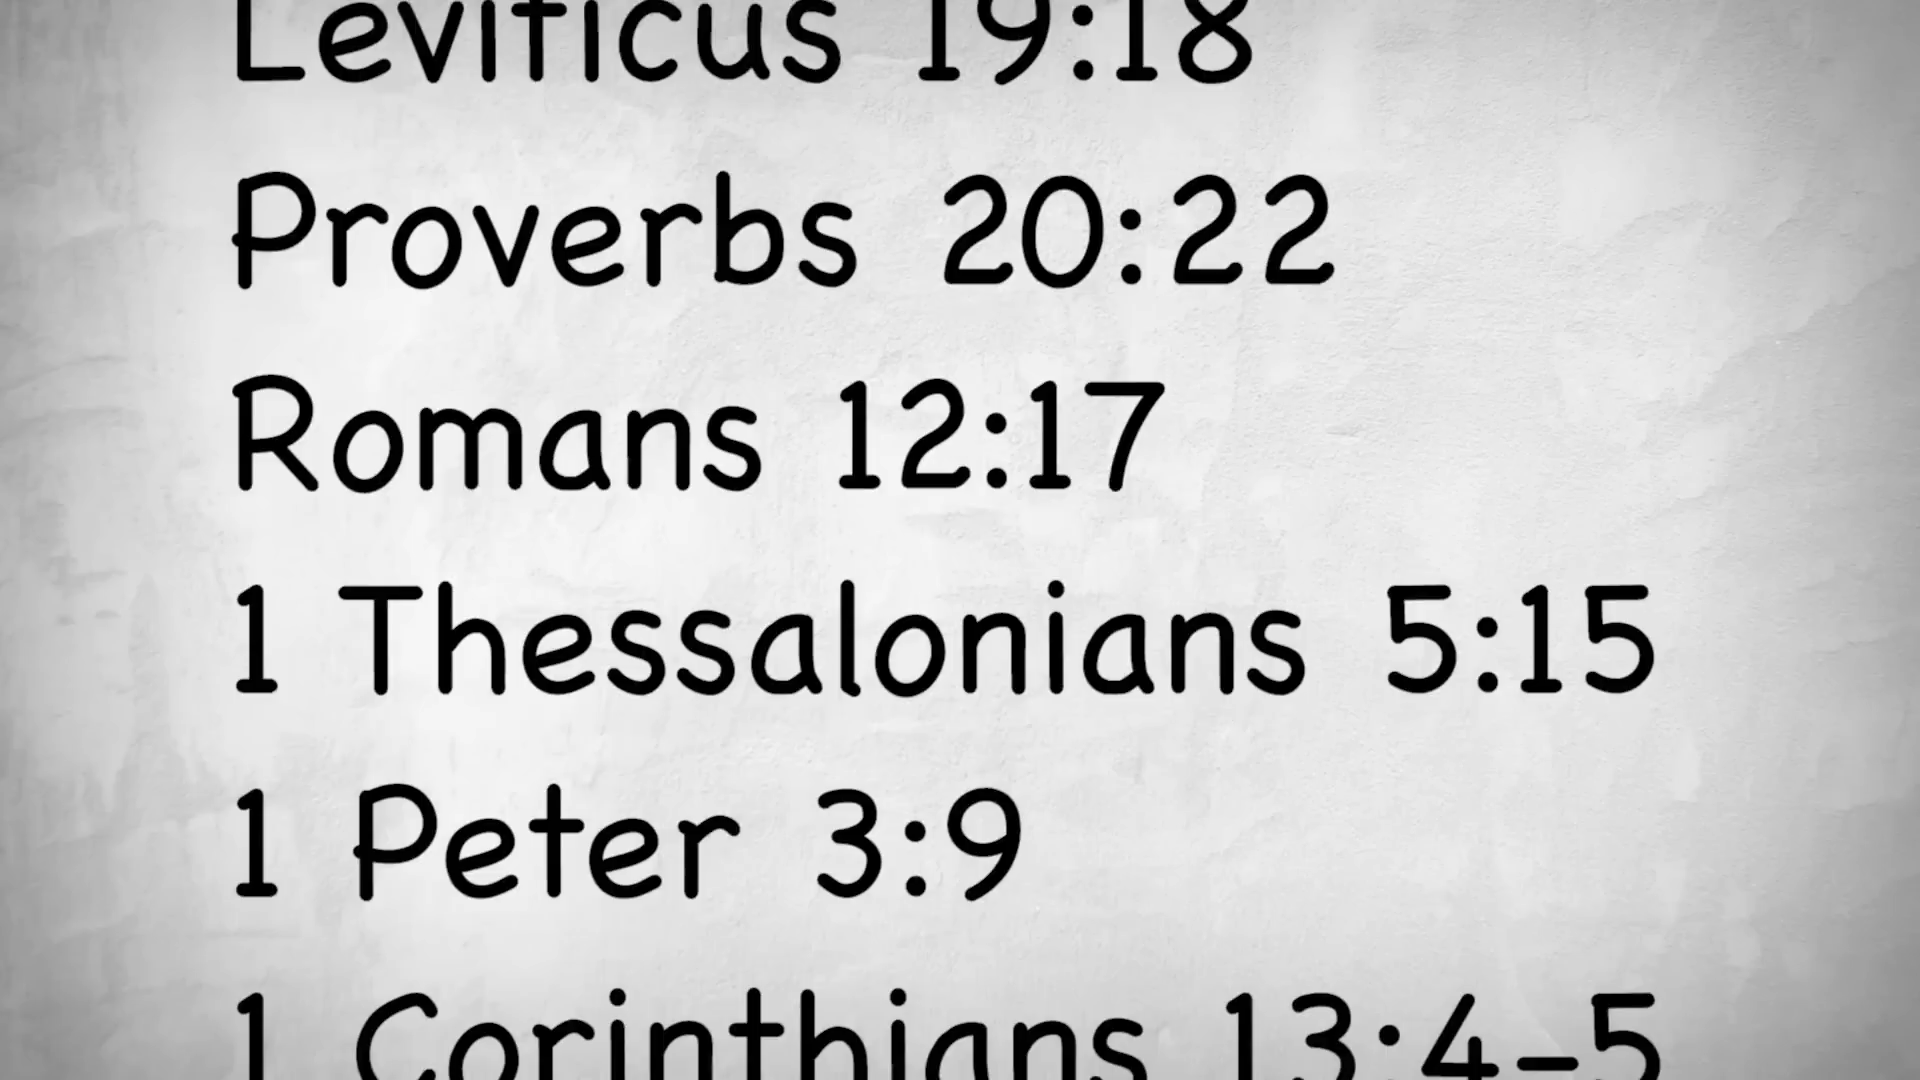 Leviticus 19:18
Proverbs 20:22
Romans 12:17
1 Thessalonians 5:15
1 Peter 3:9
1 Corinthians 13:4-5